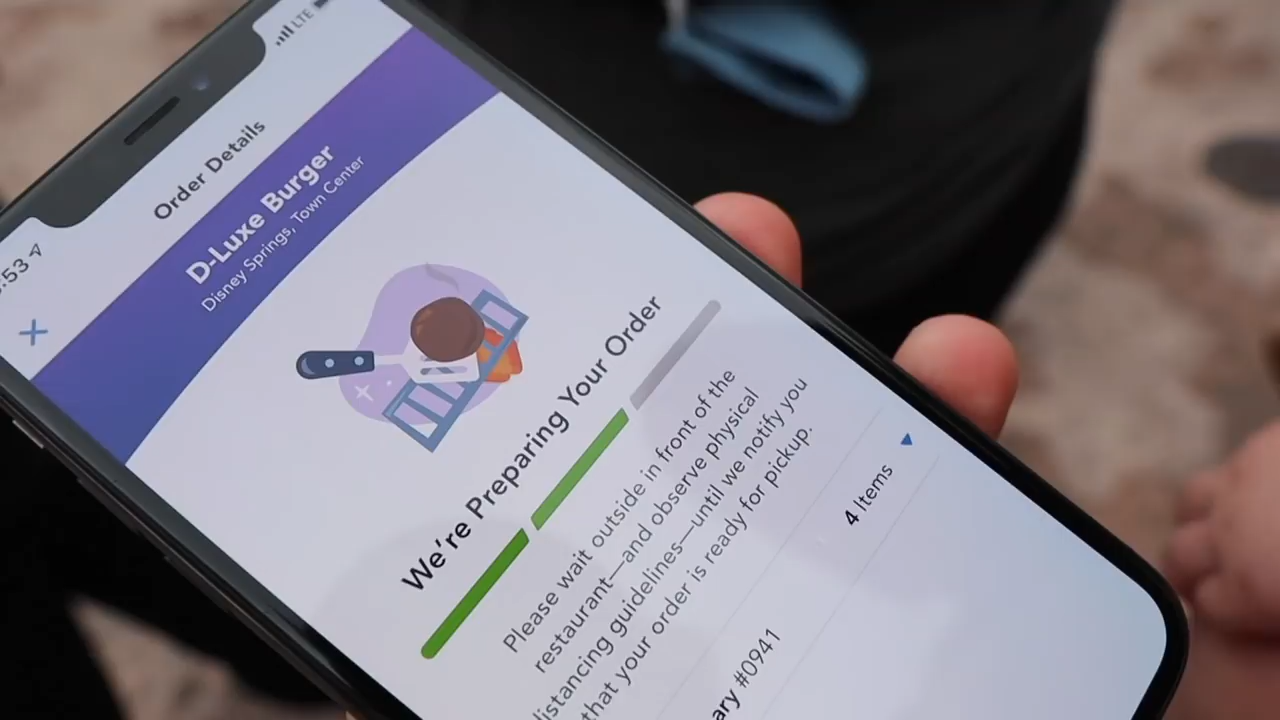 :53
LTE
Order Details
D-Luxe Burger
Disney Springs, Town Center
We're Preparing Your Order
Please wait outside in front of the
restaurant—and observe physical
distancing guidelines—until we notify you
that your order is ready for pickup.
4 Items
ary #0941